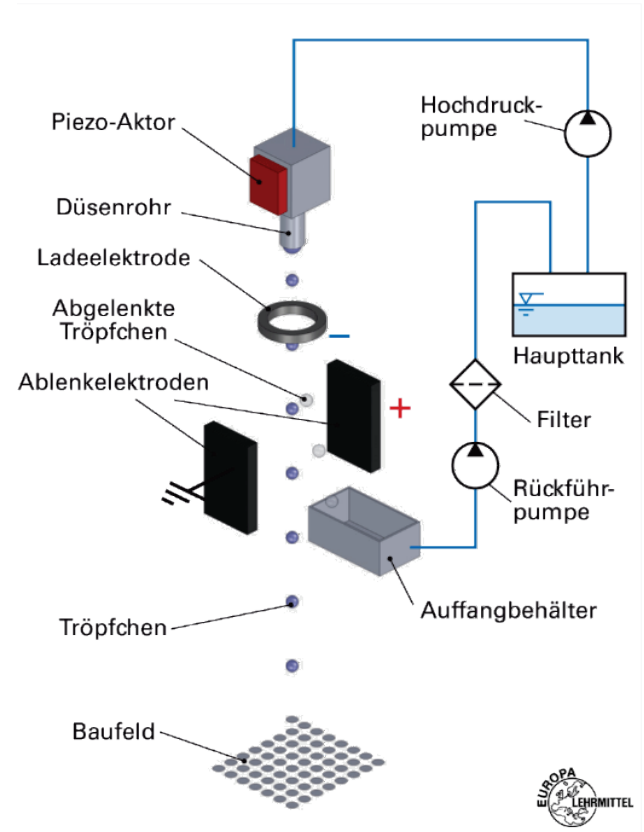 Hochdruck-
pumpe
Piezo-Aktor
Düsenrohr
Ladeelektrode
Abgelenkte
Tröpfchen
–
Haupttank
Ablenkelektroden
+
Filter
Rückführ-
pumpe
Auffangbehälter
Tröpfchen
Baufeld
EUROPA
LEHRMITTEL